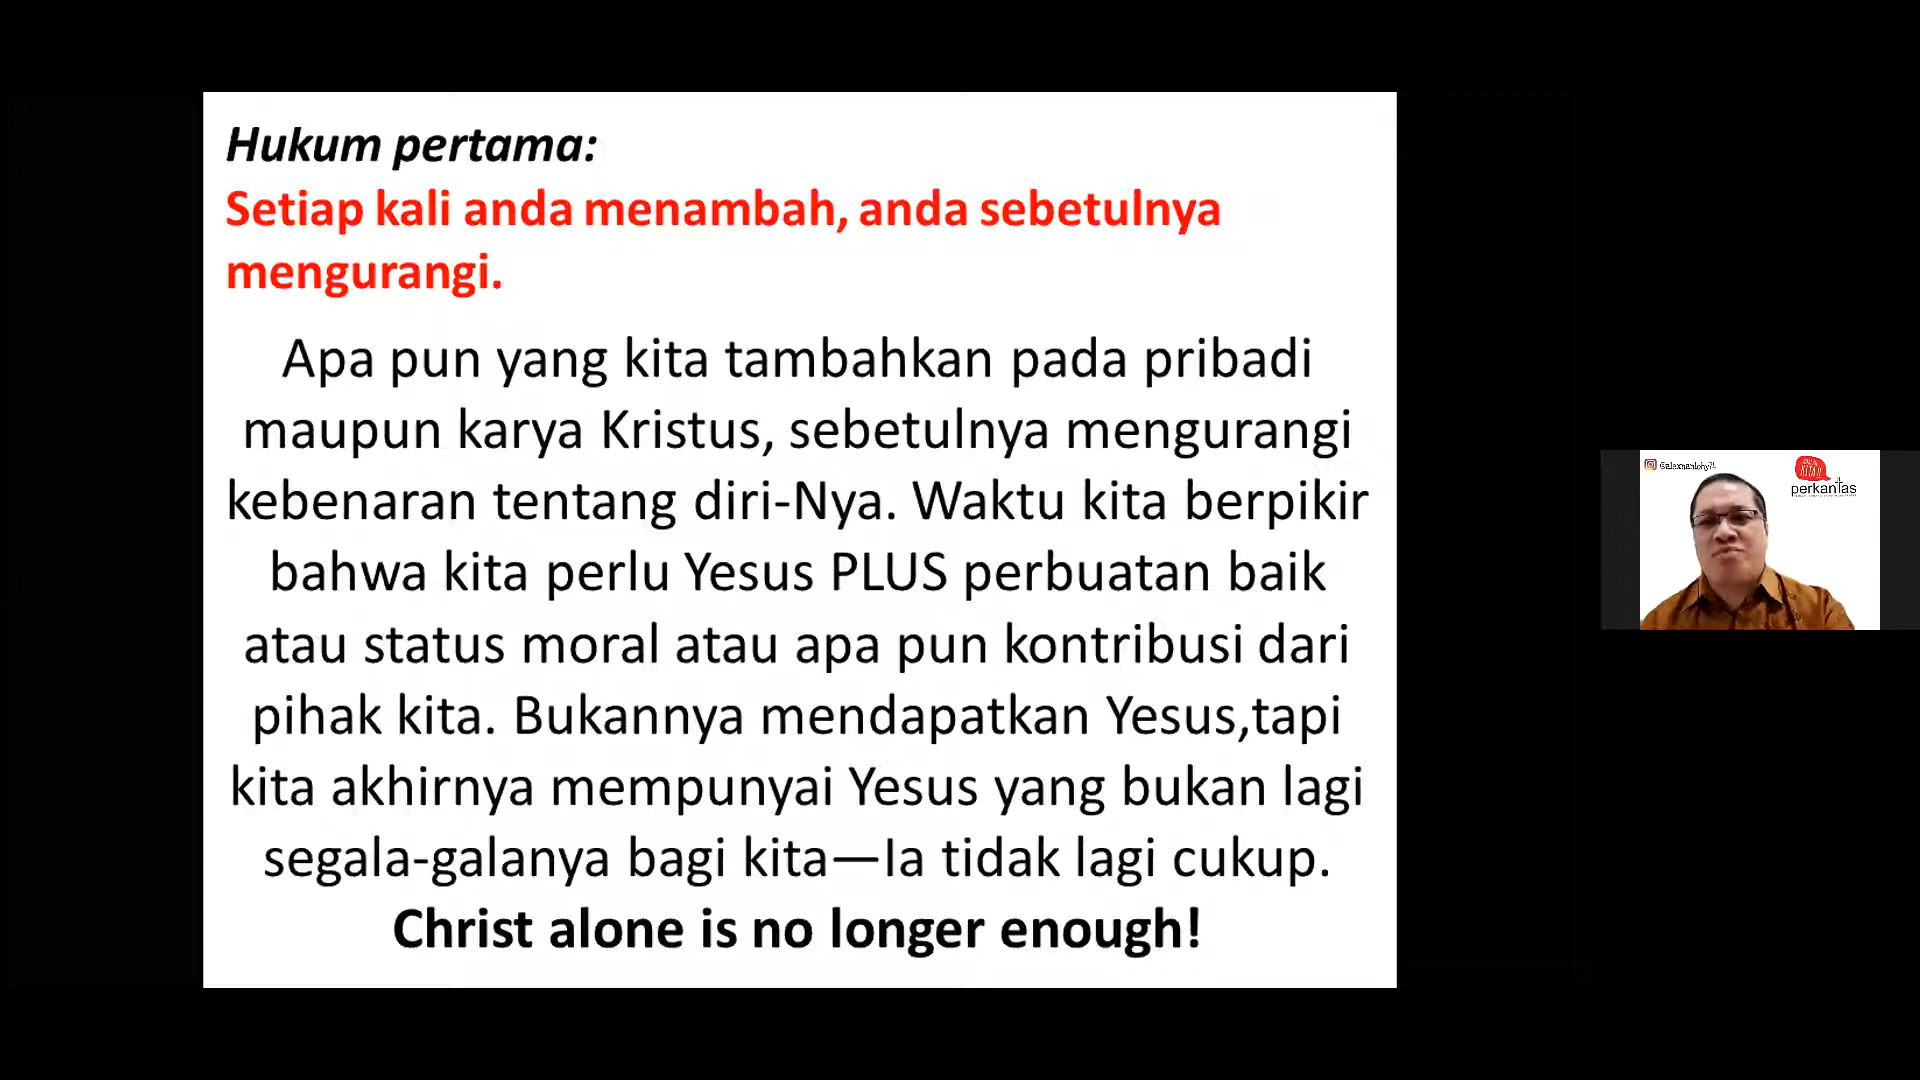 Hukum pertama:
Setiap kali anda menambah, anda sebetulnya
mengurangi.
Apa pun yang kita tambahkan pada pribadi
maupun karya Kristus, sebetulnya mengurangi
kebenaran tentang diri-Nya. Waktu kita berpikir
bahwa kita perlu Yesus PLUS perbuatan baik
atau status moral atau apa pun kontribusi dari
pihak kita. Bukannya mendapatkan Yesus,tapi
kita akhirnya mempunyai Yesus yang bukan lagi
segala-galanya bagi kita—Ia tidak lagi cukup.
Christ alone is no longer enough!
perkantas